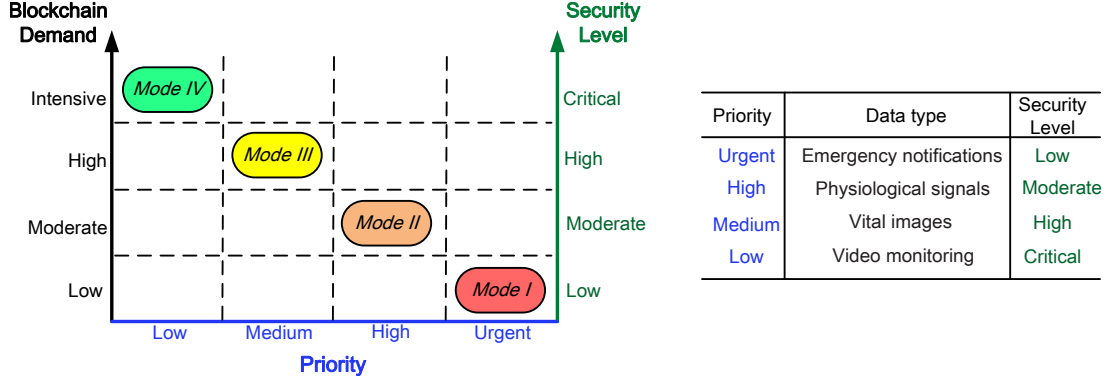 Blockchain
Demand
Security
Level
Intensive
Mode IV
Critical
High
Mode III
High
Moderate
Mode II
Moderate
Low
Mode I
Low
Low Medium High Urgent
Priority
Priority Data type Security
Level
Urgent Emergency notifications Low
High Physiological signals Moderate
Medium Vital images High
Low Video monitoring Critical